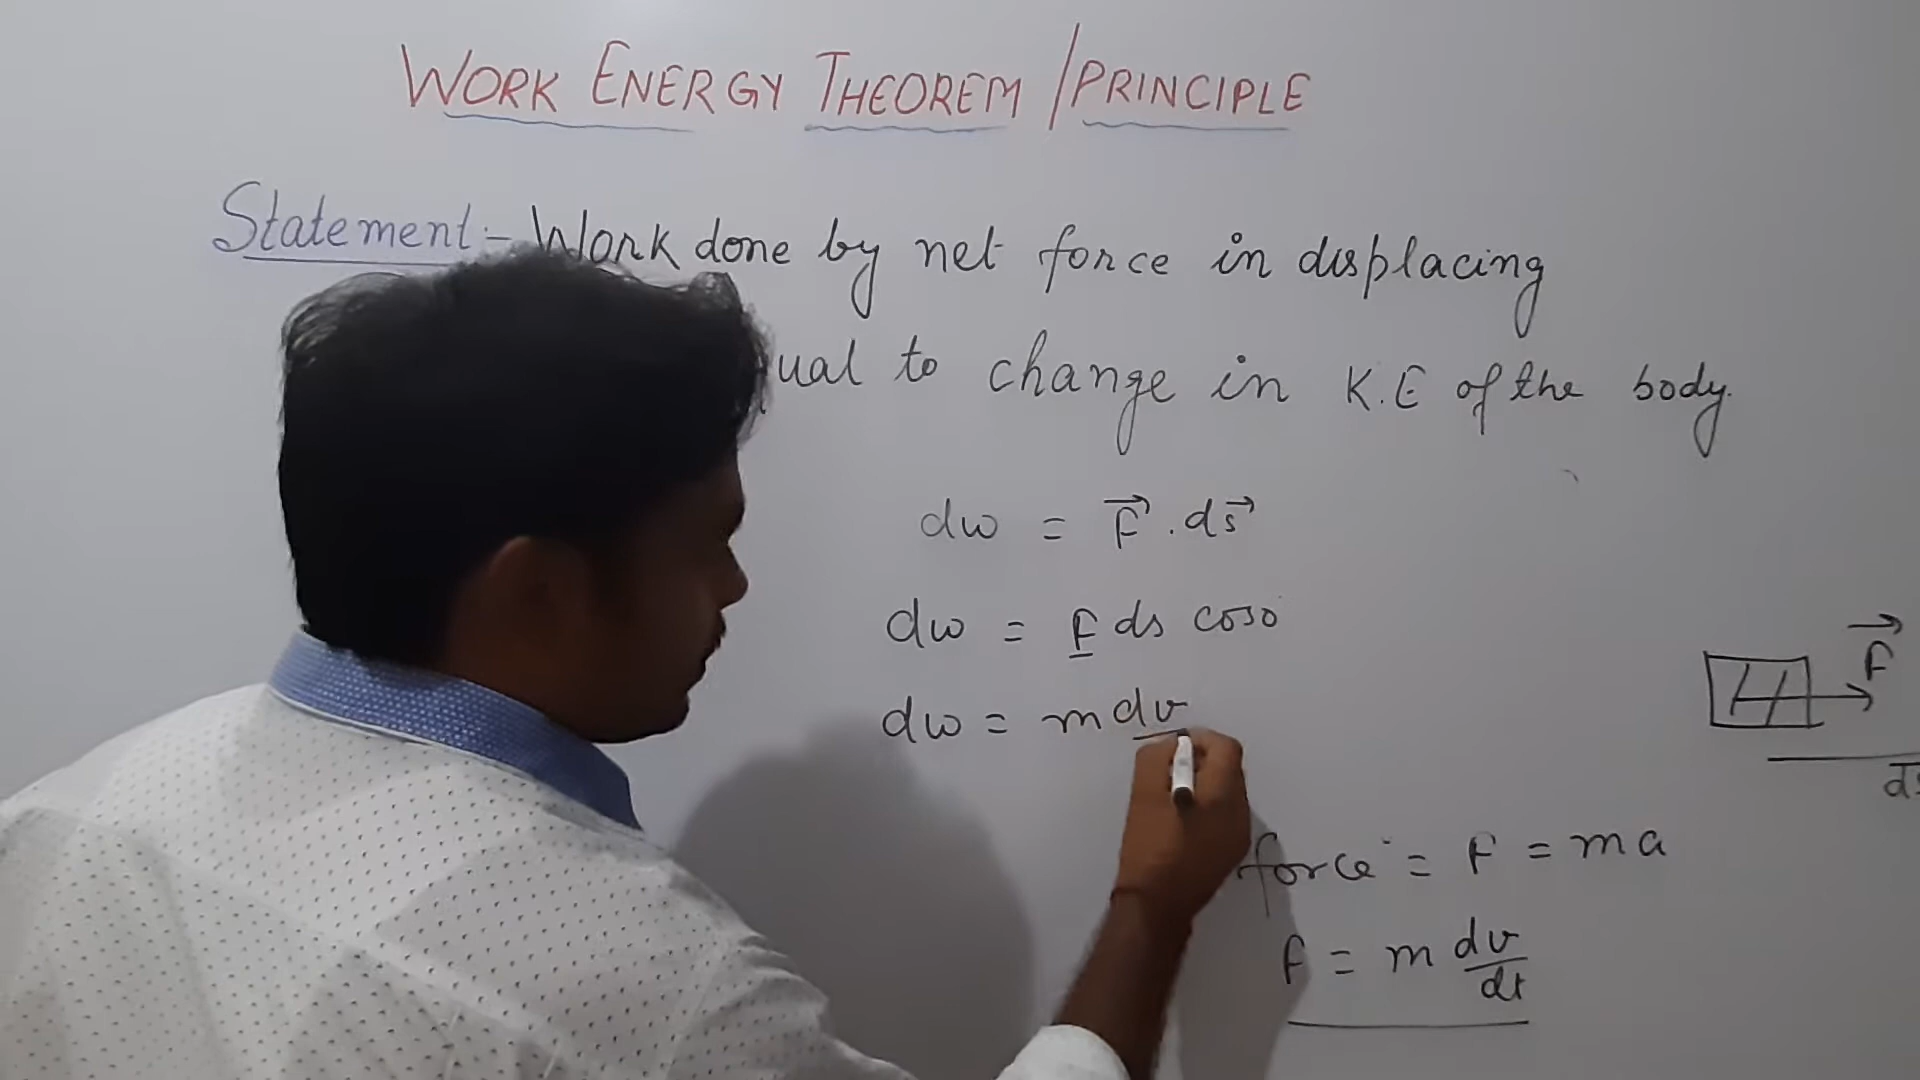 WORK ENERGY THEOREM / PRINCIPLE
Statement :- Work done by net force in displacing
ual to change in K.E of the body.
dw = F⃗ . ds⃗
dw = F ds cos0
dw = m dv
F⃗
ds
force = F = ma
F = m dv/dt